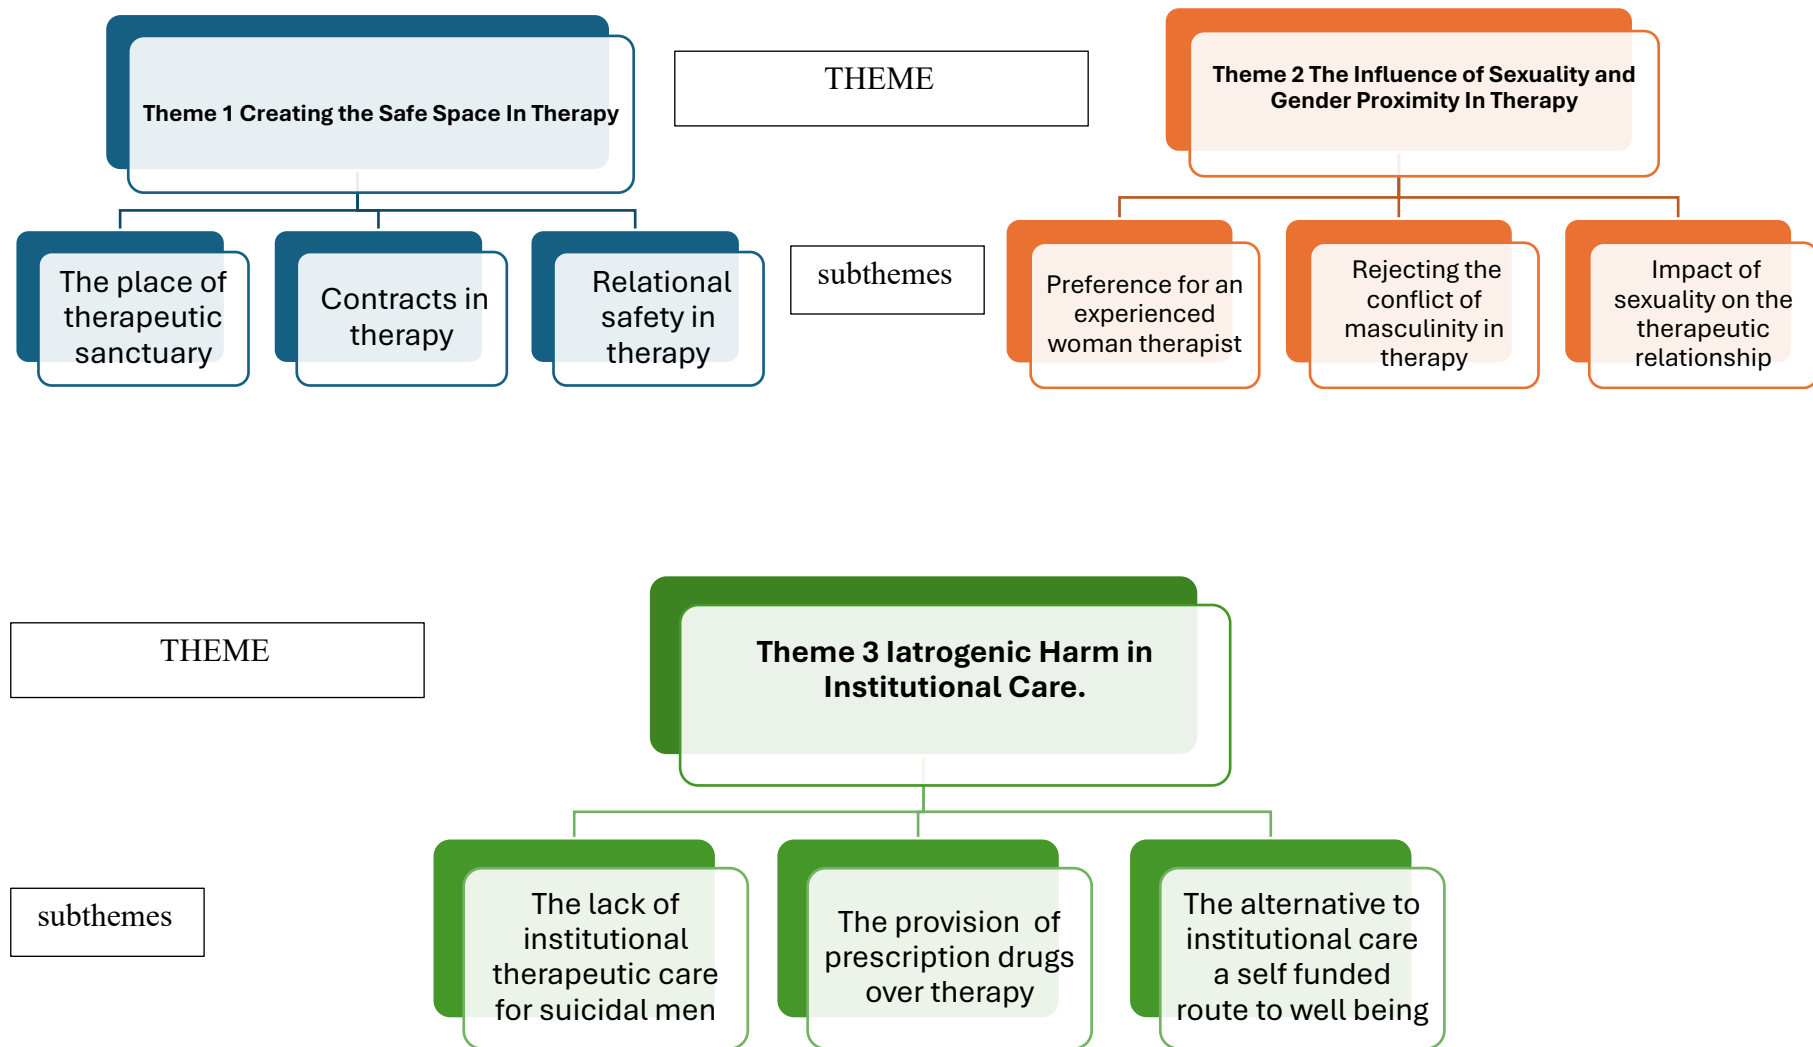 Theme 1 Creating the Safe Space In Therapy
THEME
Theme 2 The Influence of Sexuality and
Gender Proximity In Therapy
The place of
therapeutic
sanctuary
Contracts in
therapy
Relational
safety in
therapy
subthemes
Preference for an
experienced
woman therapist
Rejecting the
conflict of
masculinity in
therapy
Impact of
sexuality on the
therapeutic
relationship
THEME
Theme 3 Iatrogenic Harm in
Institutional Care.
subthemes
The lack of
institutional
therapeutic care
for suicidal men
The provision of
prescription drugs
over therapy
The alternative to
institutional care
a self funded
route to well being